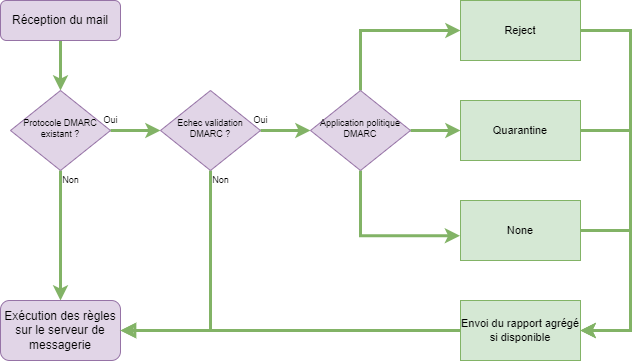 Réception du mail
Protocole DMARC
existant ?
Oui
Non
Echec validation
DMARC ?
Oui
Non
Application politique
DMARC
Reject
Quarantine
None
Envoi du rapport agrégé
si disponible
Exécution des règles
sur le serveur de
messagerie